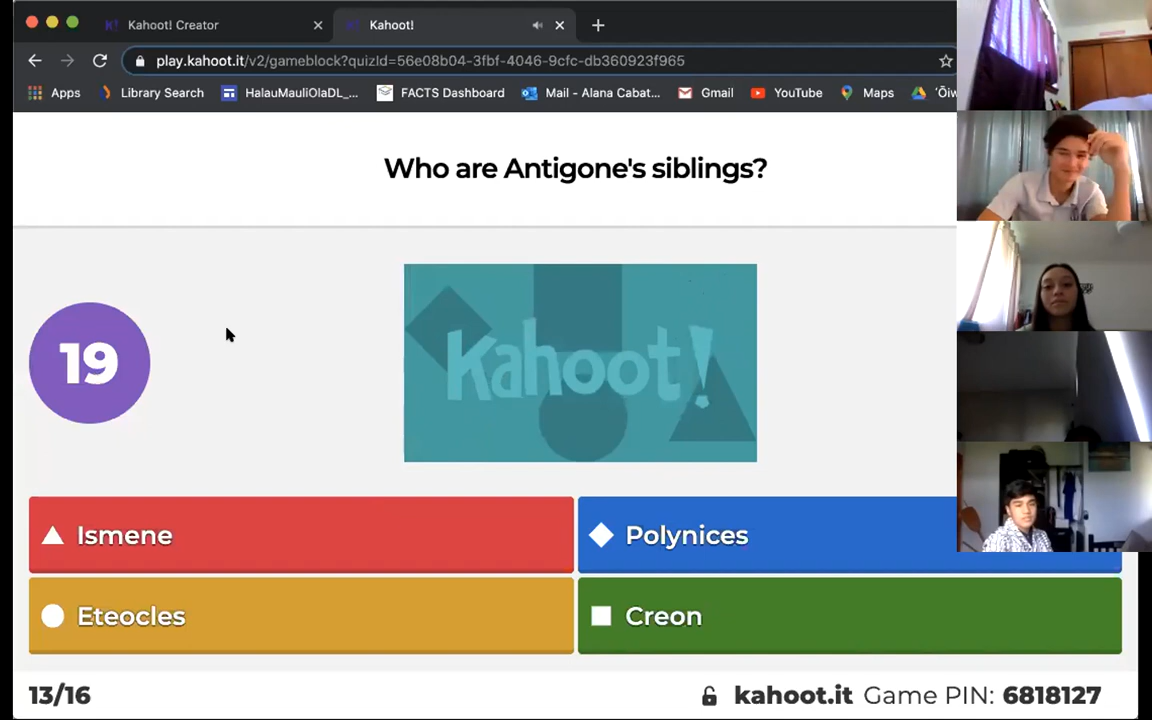 Kahoot! Creator
Kahoot!
play.kahoot.it/v2/gameblock?quizId=56e08b04-3fbf-4046-9cfc-db360923f965
Apps Library Search HalauMauliOlaDL_... FACTS Dashboard Mail - Alana Cabat... Gmail YouTube Maps 'Ōiw
Who are Antigone's siblings?
19
Kahoot!
Ismene
Polynices
Eteocles
Creon
13/16
kahoot.it Game PIN: 6818127